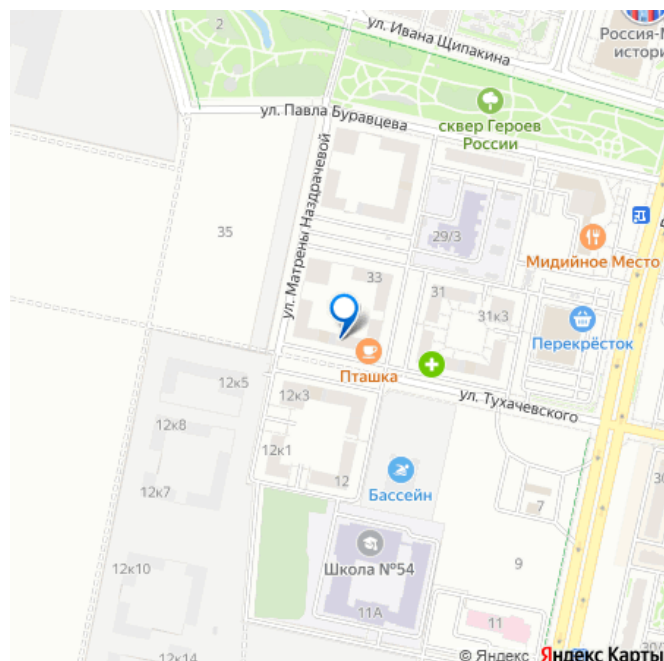 2
ул. Ивана Щипакина
Россия-М
истори
ул. Павла Буравцева
сквер Героев
России
ул. Матрены Наздрачевой
35
29/3
Мидийное Место
33
31
31к3
Перекрёсток
Пташка
12к5
12к3
ул. Тухачевского
12к8
12к1
12
12к7
Бассейн
7
30
Школа №54
12к10
9
11А
11
12к14
30/
© Яндекс Яндекс Карты